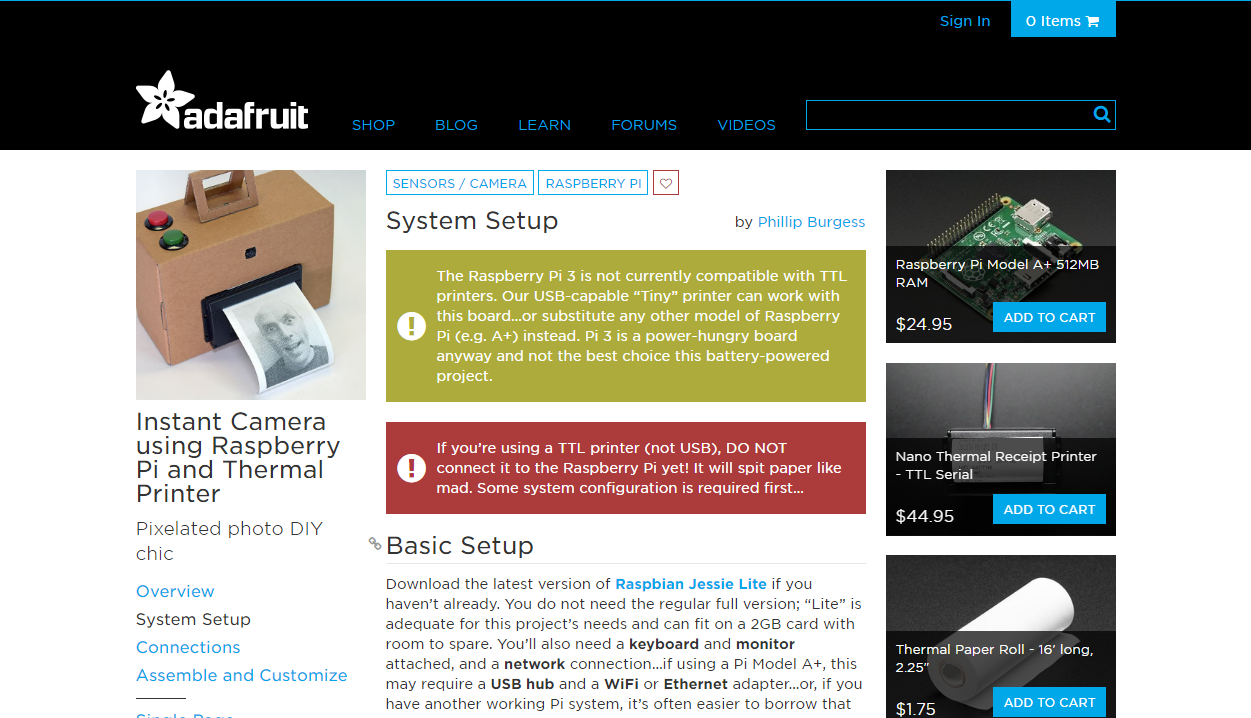 Sign In
0 Items
adafruit
SHOP
BLOG
LEARN
FORUMS
VIDEOS
Instant Camera
using Raspberry
Pi and Thermal
Printer
Pixelated photo DIY
chic
Overview
System Setup
Connections
Assemble and Customize
Single Page
SENSORS / CAMERA
RASPBERRY PI
System Setup
by Phillip Burgess
The Raspberry Pi 3 is not currently compatible with TTL
printers. Our USB-capable “Tiny” printer can work with
this board…or substitute any other model of Raspberry
Pi (e.g. A+) instead. Pi 3 is a power-hungry board
anyway and not the best choice this battery-powered
project.
If you’re using a TTL printer (not USB), DO NOT
connect it to the Raspberry Pi yet! It will spit paper like
mad. Some system configuration is required first…
Basic Setup
Download the latest version of Raspbian Jessie Lite if you
haven’t already. You do not need the regular full version; “Lite” is
adequate for this project’s needs and can fit on a 2GB card with
room to spare. You’ll also need a keyboard and monitor
attached, and a network connection…if using a Pi Model A+, this
may require a USB hub and a WiFi or Ethernet adapter…or, if you
have another working Pi system, it’s often easier to borrow that
Raspberry Pi Model A+ 512MB
RAM
$24.95
ADD TO CART
Nano Thermal Receipt Printer
- TTL Serial
$44.95
ADD TO CART
Thermal Paper Roll - 16' long,
2.25"
$1.75
ADD TO CART